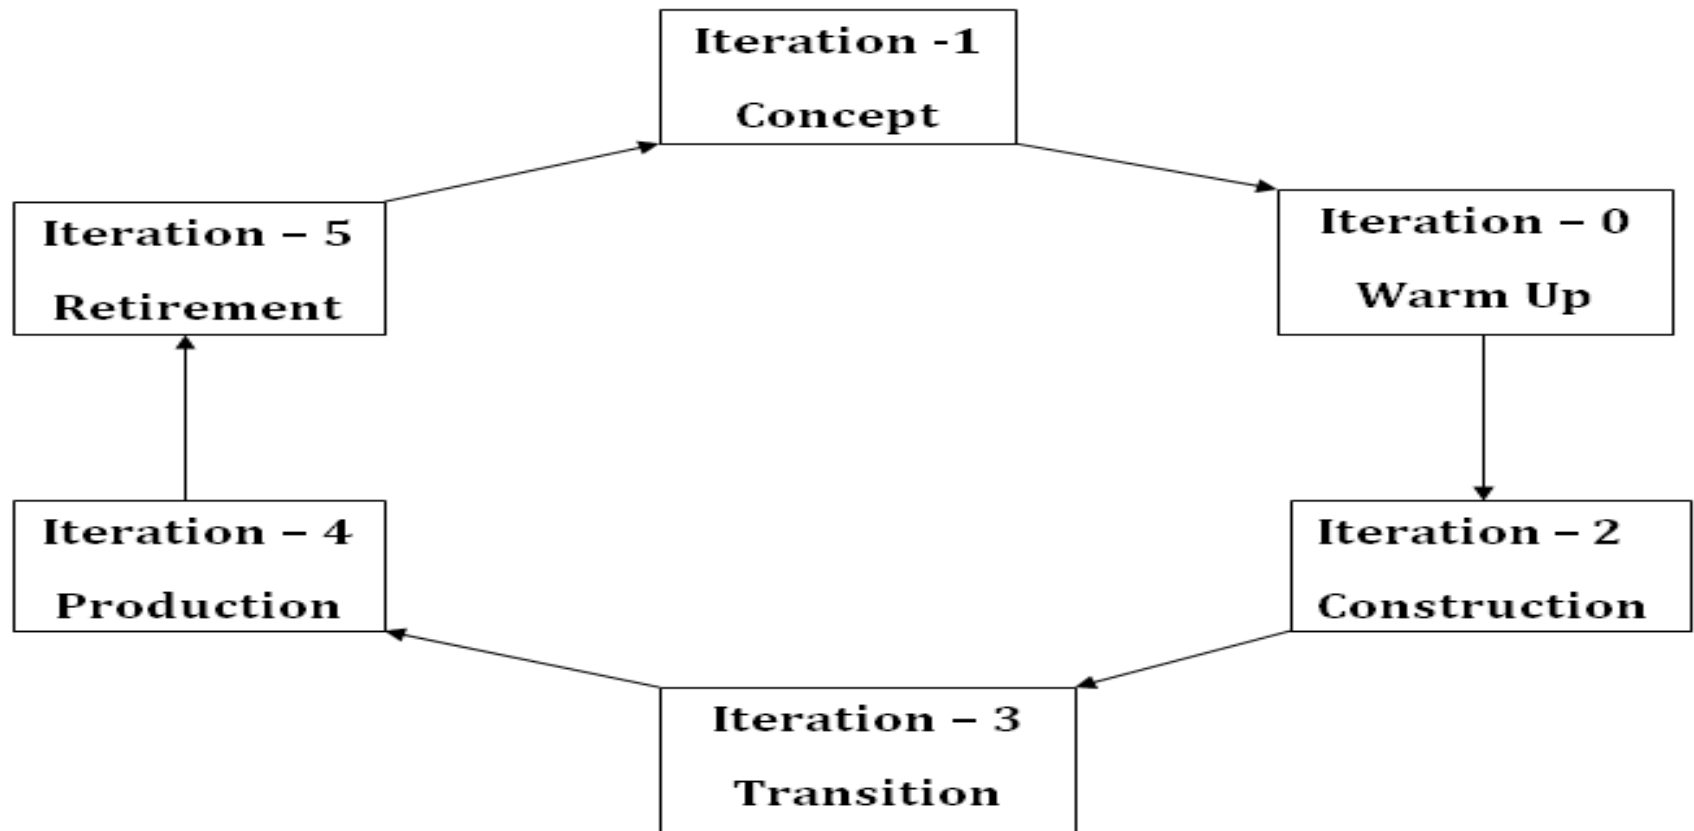 Iteration -1
Concept
Iteration – 0
Warm Up
Iteration – 2
Construction
Iteration – 3
Transition
Iteration – 4
Production
Iteration – 5
Retirement